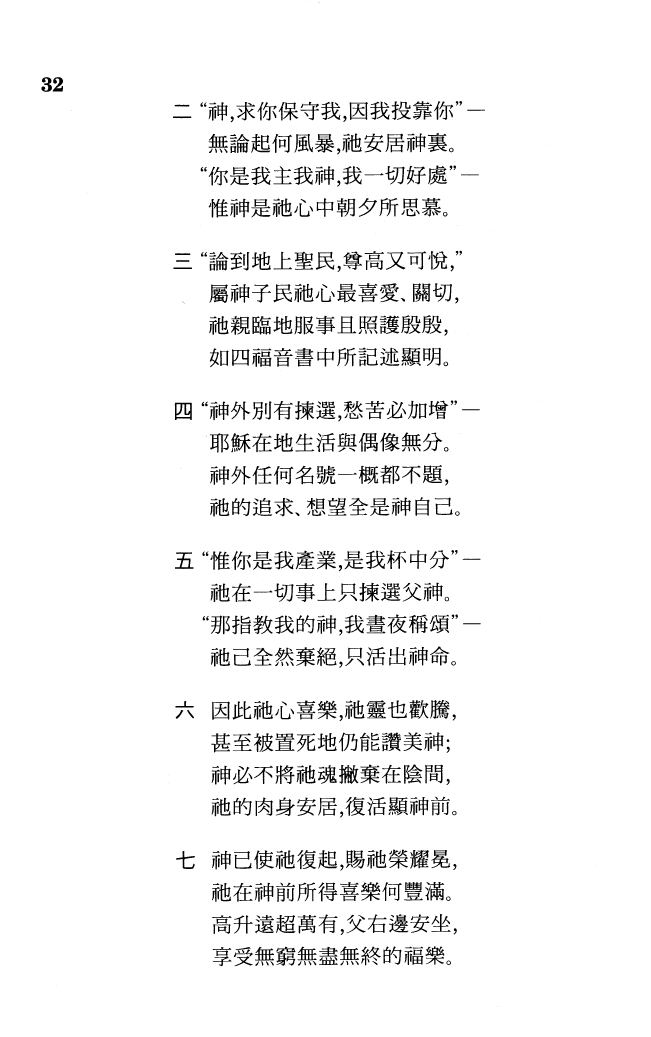 32
二 “神,求你保守我,因我投靠你”—
無論起何風暴,祂安居神裏。
“你是我主我神,我一切好處”—
惟神是祂心中朝夕所思慕。
三 “論到地上聖民,尊高又可悅,”
屬神子民祂心最喜愛、關切,
祂親臨地服事且照護殷殷,
如四福音書中所記述顯明。
四 “神外別有揀選,愁苦必加增”—
耶穌在地生活與偶像無分。
神外任何名號一概都不題,
祂的追求、想望全是神自己。
五 “惟你是我產業,是我杯中分”—
祂在一切事上只揀選父神。
“那指教我的神,我晝夜稱頌”—
祂已全然棄絕,只活出神命。
六 因此祂心喜樂,祂靈也歡騰,
甚至被置死地仍能讚美神;
神必不將祂魂撇棄在陰間,
祂的肉身安居,復活顯神前。
七 神已使祂復起,賜祂榮耀冕,
祂在神前所得喜樂何豐滿。
高升遠超萬有,父右邊安坐,
享受無窮無盡無終的福樂。